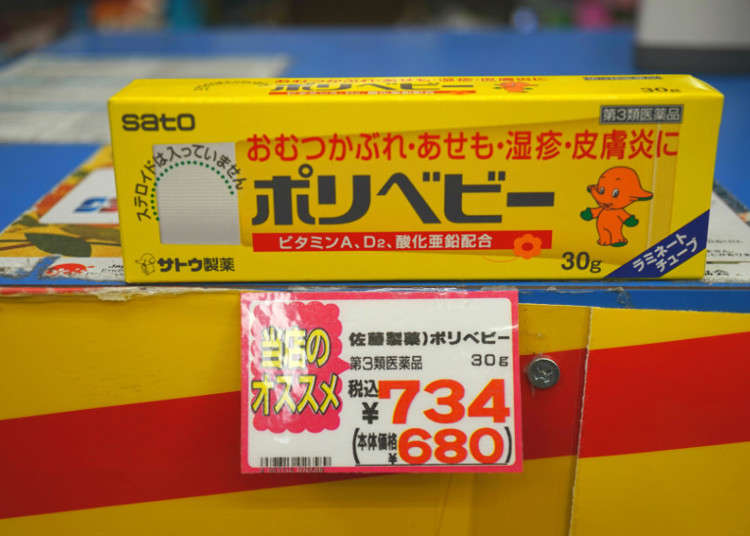 第3類医薬品
sato
おむつかぶれ・あせも・湿疹・皮膚炎に
ステロイドは入っていません
ポリベビー
ビタミンA、D₂、酸化亜鉛配合
サトウ製薬
30g
ラミネート
チューブ
30g
当店の
オススメ
佐藤製薬)ポリベビー
第3類医薬品 30g
税込
¥734
(本体価格
¥680)